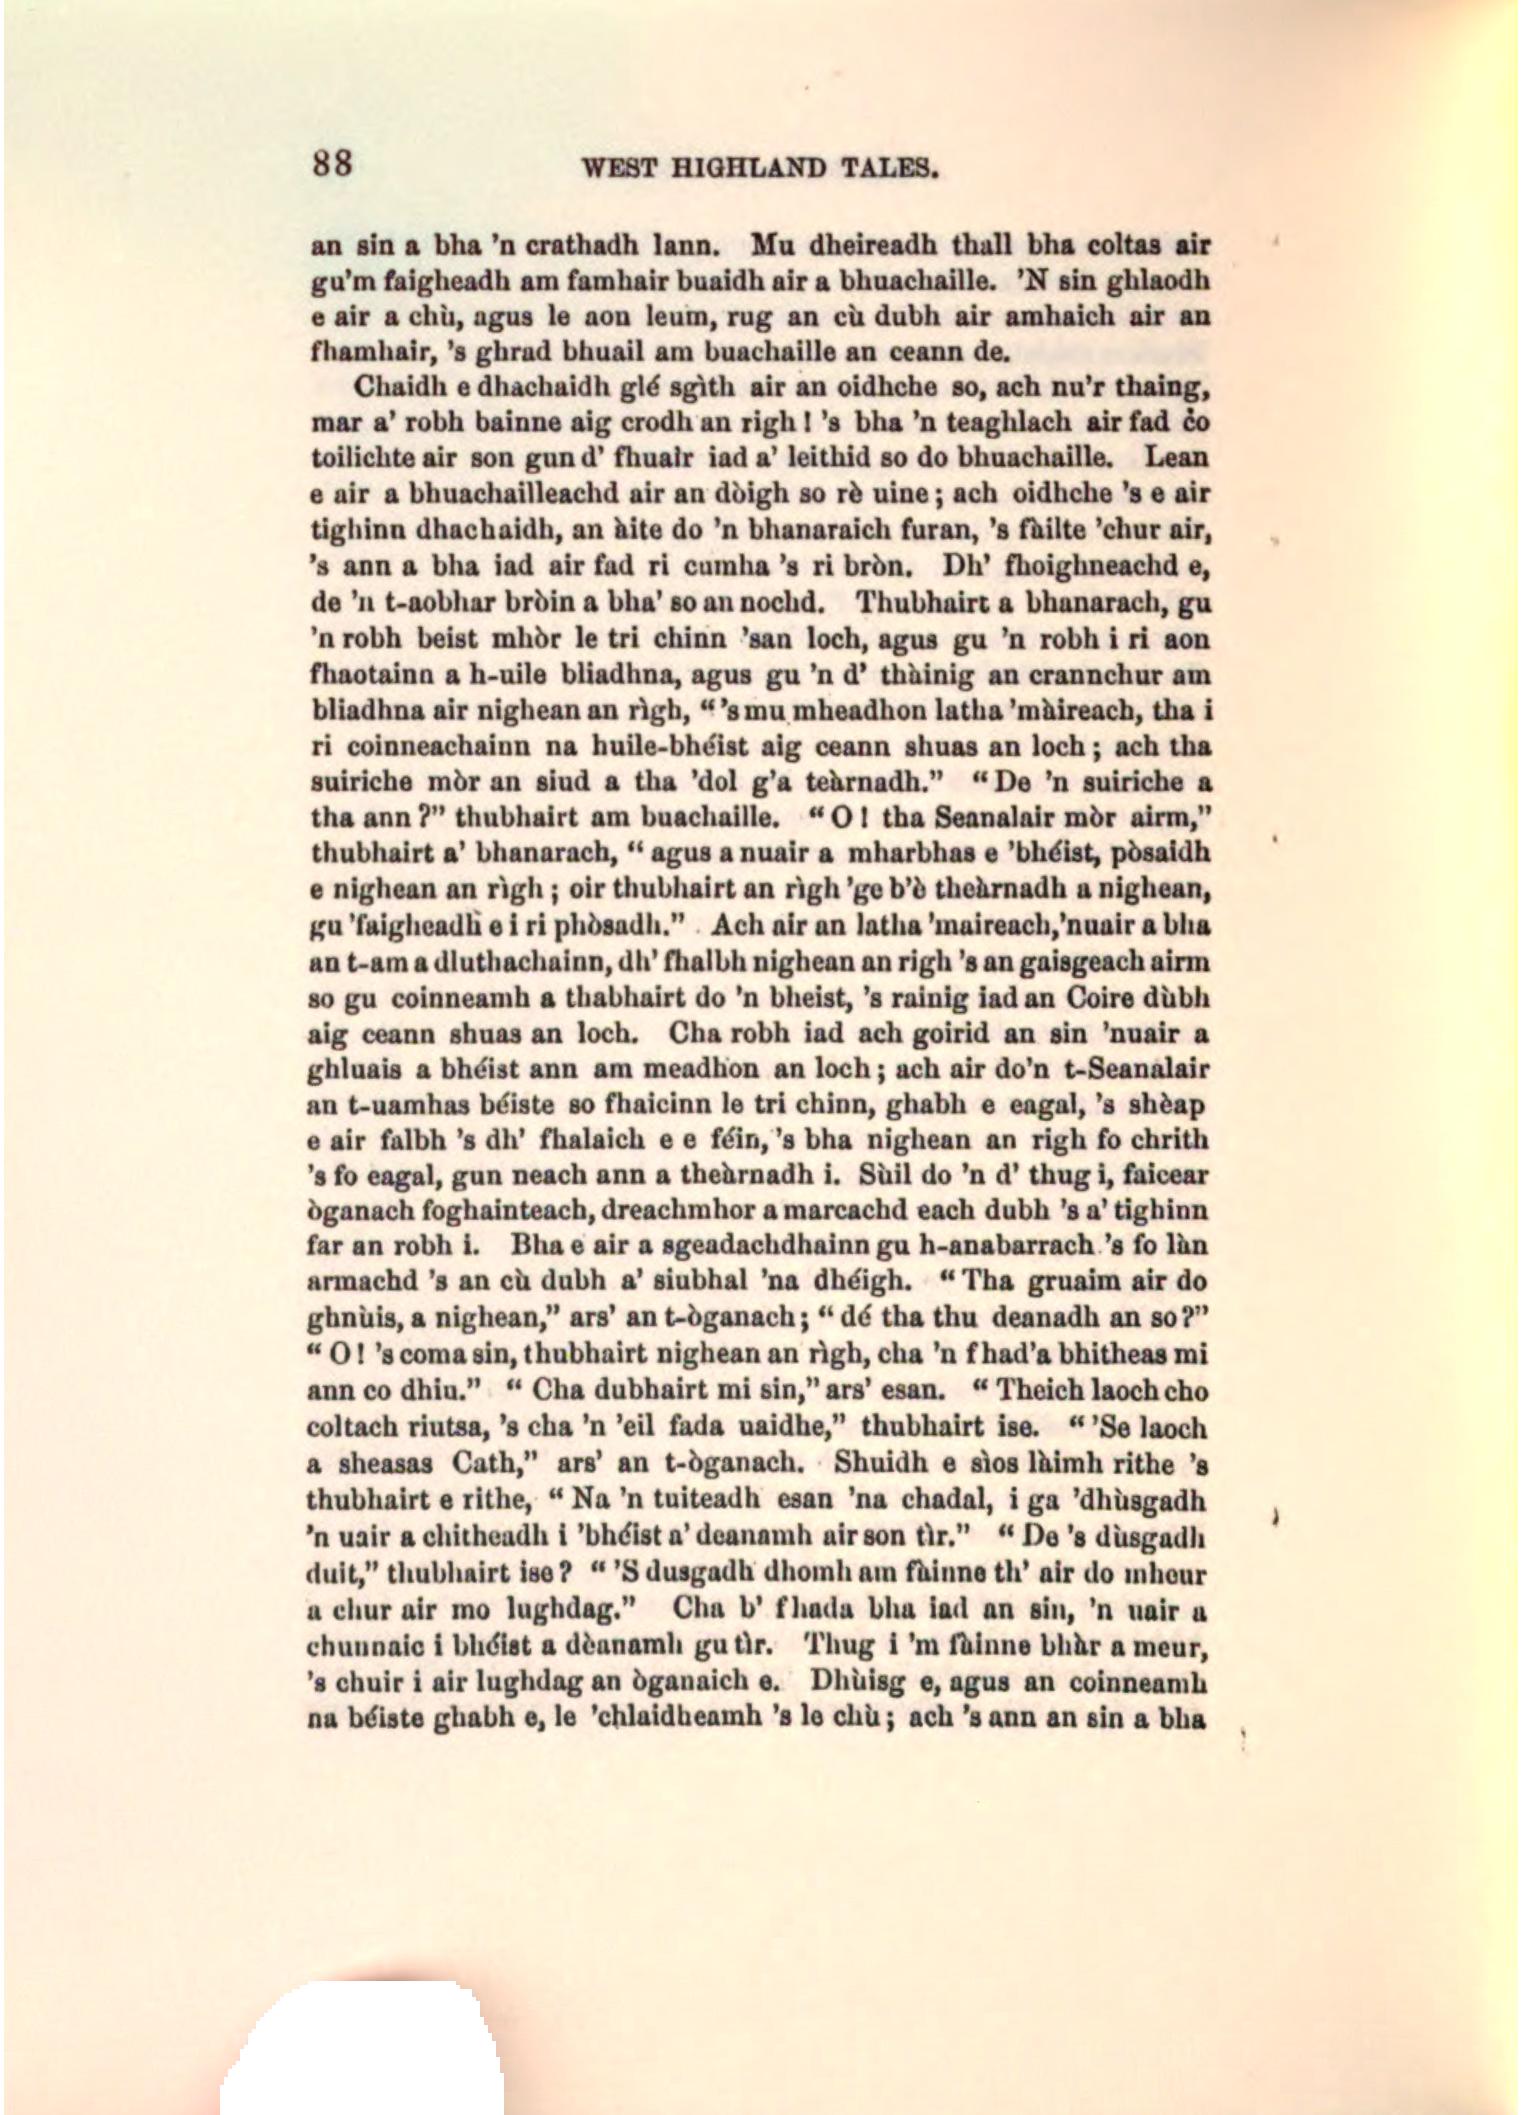 88 WEST HIGHLAND TALES.
an sin a bha 'n crathadh lann. Mu dheireadh thall bha coltas air
gu'm faigheadh am famhair buaidh air a bhuachaille. 'N sin ghlaodh
e air a chù, agus le aon leum, rug an cù dubh air amhaich air an
fhamhair, 's ghrad bhuail am buachaille an ceann de.
Chaidh e dhachaidh glé sgìth air an oidhche so, ach nu'r thaing,
mar a' robh bainne aig crodh an righ! 's bha 'n teaghlach air fad co
toilichte air son gun d' fhuair iad a' leithid so do bhuachaille. Lean
e air a bhuachailleachd air an dòigh so rè uine; ach oidhche 's e air
tighinn dhachaidh, an àite do 'n bhanaraich furan, 's fàilte 'chur air,
's ann a bha iad air fad ri cumha 's ri bròn. Dh' fhoighneachd e,
de 'n t-aobhar bròin a bha' so an nochd. Thubhairt a bhanarach, gu
'n robh beist mhòr le tri chinn 'san loch, agus gu 'n robh i ri aon
fhaotainn a h-uile bliadhna, agus gu 'n d' thàinig an crannchur am
bliadhna air nighean an rìgh, "'s mu mheadhon latha 'màireach, tha i
ri coinneachainn na huile-bhéist aig ceann shuas an loch; ach tha
suiriche mòr an siud a tha 'dol g'a teàrnadh." "De 'n suiriche a
tha ann?" thubhairt am buachaille. "O! tha Seanalair mòr airm,"
thubhairt a' bhanarach, "agus a nuair a mharbhas e 'bhéist, pòsaidh
e nighean an rìgh; oir thubhairt an rìgh 'ge b'è theàrnadh a nighean,
gu 'faigheadh e i ri phòsadh." Ach air an latha 'maireach, 'nuair a bha
an t-am a dluthachainn, dh' fhalbh nighean an righ 's an gaisgeach airm
so gu coinneamh a thabhairt do 'n bheist, 's rainig iad an Coire dùbh
aig ceann shuas an loch. Cha robh iad ach goirid an sin 'nuair a
ghluais a bhéist ann am meadhon an loch; ach air do'n t-Seanalair
an t-uamhas béiste so fhaicinn le tri chinn, ghabh e eagal, 's shèap
e air falbh 's dh' fhalaich e e féin, 's bha nighean an righ fo chrith
's fo eagal, gun neach ann a theàrnadh i. Sùil do 'n d' thug i, faicear
òganach foghainteach, dreachmhor a marcachd each dubh 's a' tighinn
far an robh i. Bha e air a sgeadachdhainn gu h-anabarrach 's fo làn
armachd 's an cù dubh a' siubhal 'na dhéigh. "Tha gruaim air do
ghnùis, a nighean," ars' an t-òganach; "dé tha thu deanadh an so?"
"O! 's coma sin, thubhairt nighean an rìgh, cha 'n fhad'a bhitheas mi
ann co dhiu." "Cha dubhairt mi sin," ars' esan. "Theich laoch cho
coltach riutsa, 's cha 'n 'eil fada uaidhe," thubhairt ise. "'Se laoch
a sheasas Cath," ars' an t-òganach. Shuidh e sìos làimh rithe 's
thubhairt e rithe, "Na 'n tuiteadh esan 'na chadal, i ga 'dhùsgadh
'n uair a chitheadh i 'bhéist a' deanamh air son tìr." "De 's dùsgadh
duit," thubhairt ise? "'S dusgadh dhomh am fàinne th' air do mheur
a chur air mo lughdag." Cha b' fhada bha iad an sin, 'n uair a
chunnaic i bhéist a dèanamh gu tìr. Thug i 'm fàinne bhàr a meur,
's chuir i air lughdag an òganaich e. Dhùisg e, agus an coinneamh
na béiste ghabh e, le 'chlaidheamh 's le chù; ach 's ann an sin a bha